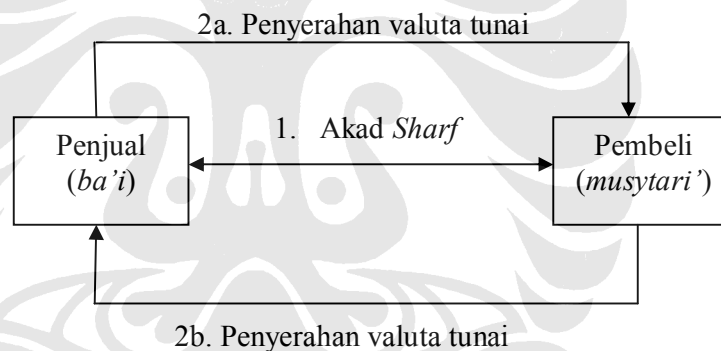 2a. Penyerahan valuta tunai
1. Akad Sharf
Penjual
(ba’i)
Pembeli
(musytari’)
2b. Penyerahan valuta tunai